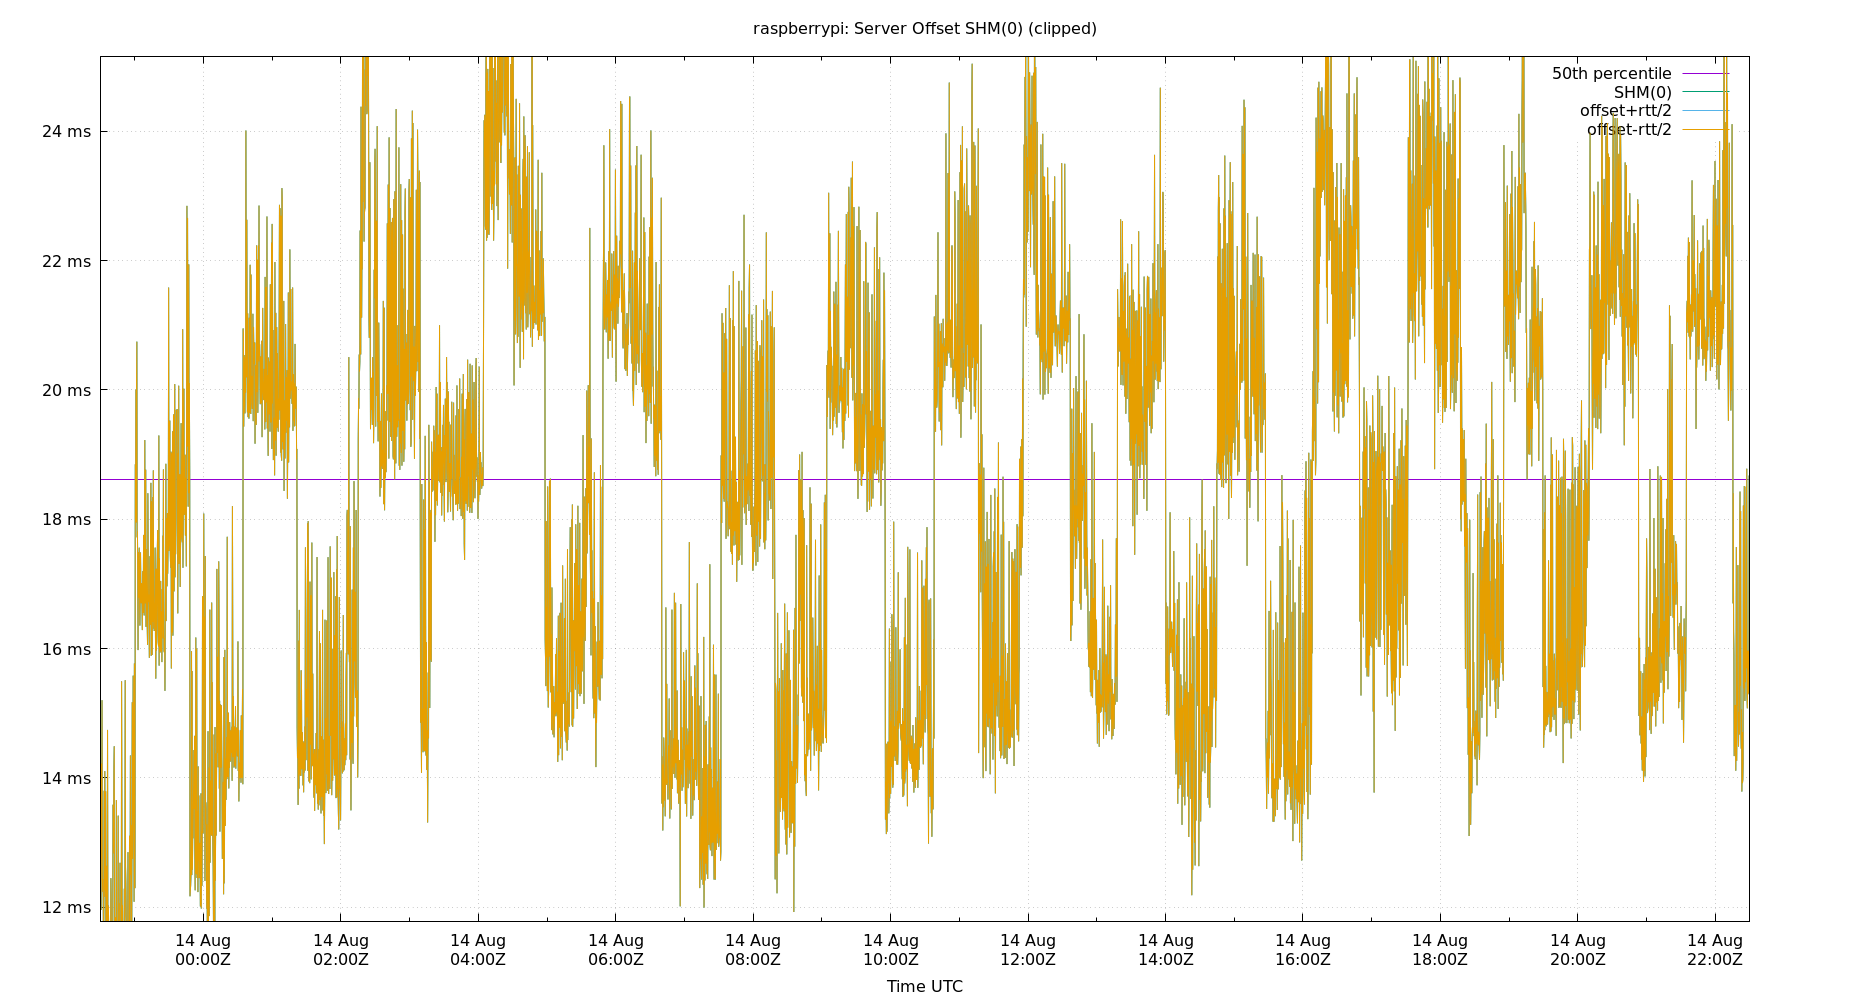 raspberrypi: Server Offset SHM(0) (clipped)
50th percentile
SHM(0)
offset+rtt/2
offset-rtt/2
24 ms
22 ms
20 ms
18 ms
16 ms
14 ms
12 ms
14 Aug 14 Aug 14 Aug 14 Aug 14 Aug 14 Aug 14 Aug 14 Aug 14 Aug 14 Aug 14 Aug 14 Aug
00:00Z 02:00Z 04:00Z 06:00Z 08:00Z 10:00Z 12:00Z 14:00Z 16:00Z 18:00Z 20:00Z 22:00Z
Time UTC